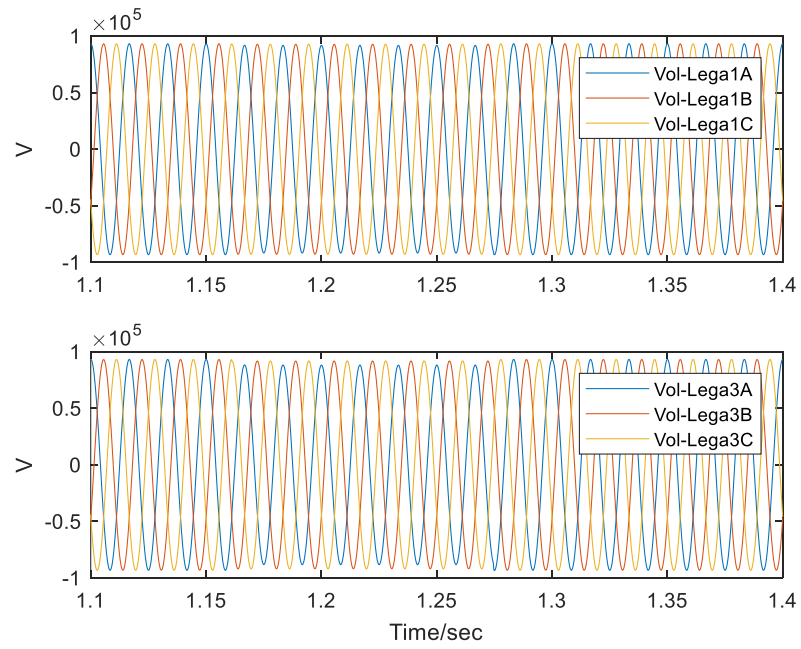 ×10^5
1
0.5
0
-0.5
-1
V
Vol-Lega1A
Vol-Lega1B
Vol-Lega1C
1.1 1.15 1.2 1.25 1.3 1.35 1.4
×10^5
1
0.5
0
-0.5
-1
V
Vol-Lega3A
Vol-Lega3B
Vol-Lega3C
1.1 1.15 1.2 1.25 1.3 1.35 1.4
Time/sec